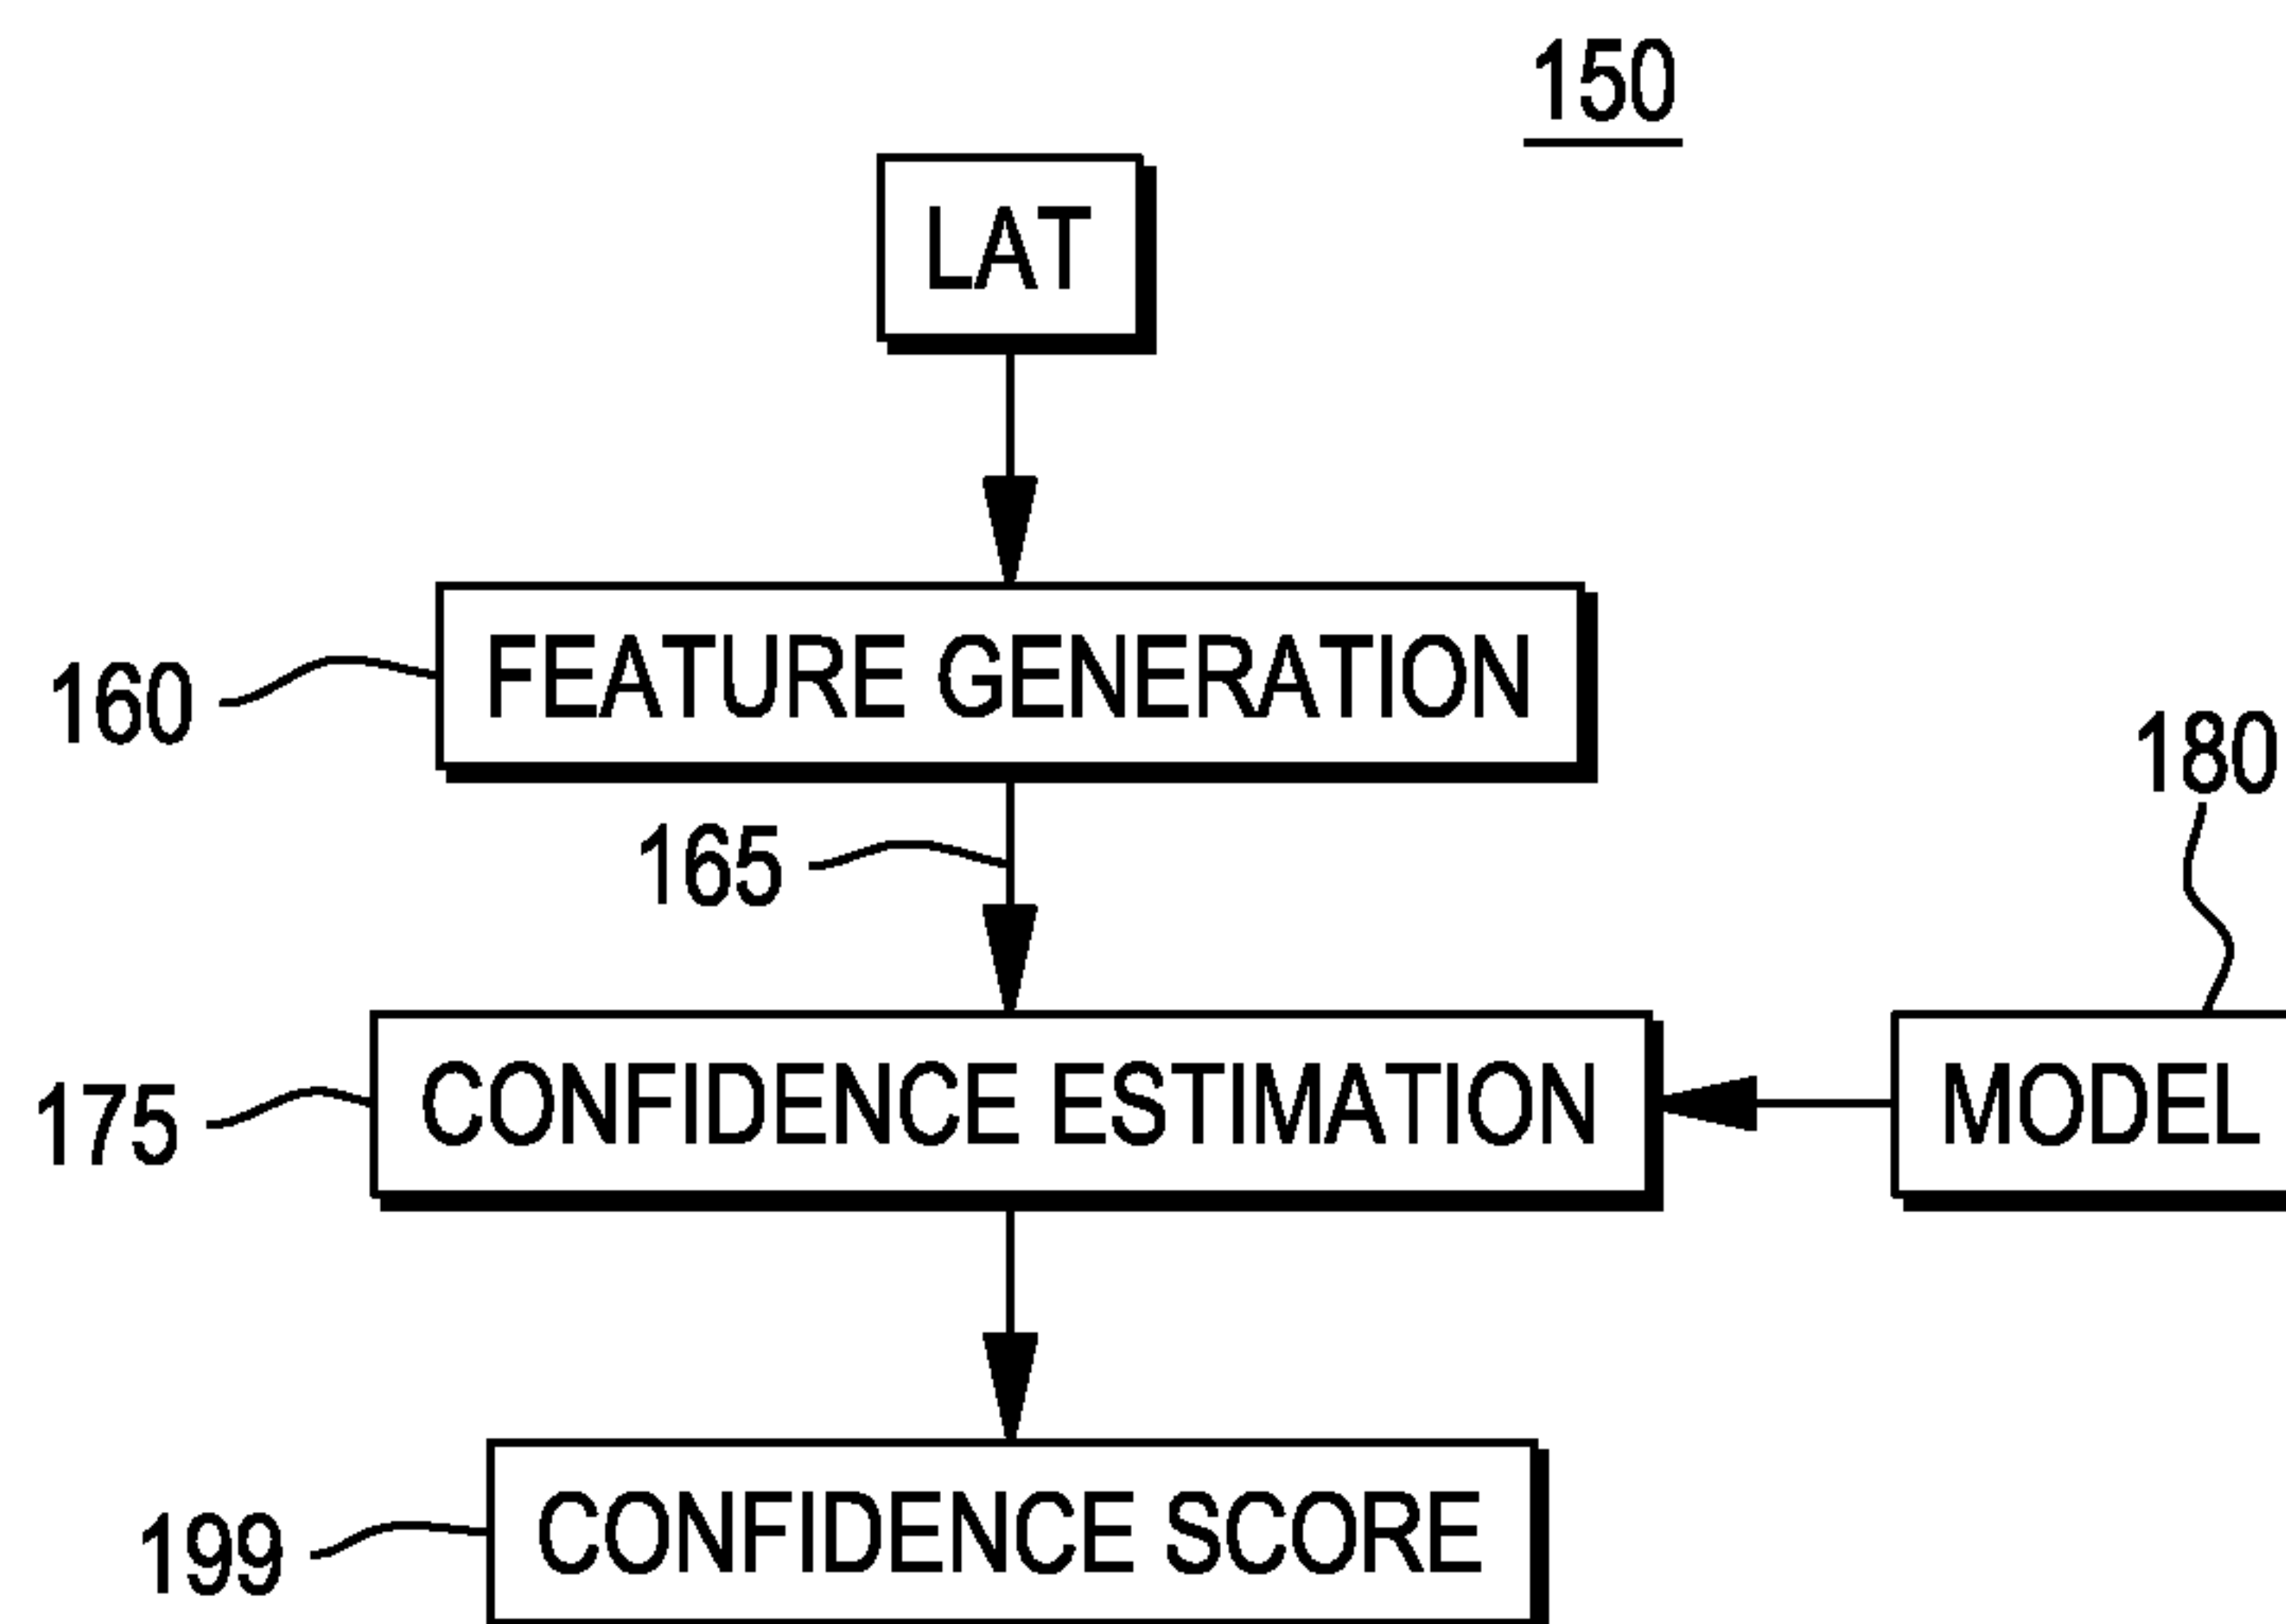 150
LAT
160
FEATURE GENERATION
180
165
175
CONFIDENCE ESTIMATION
MODEL
199
CONFIDENCE SCORE